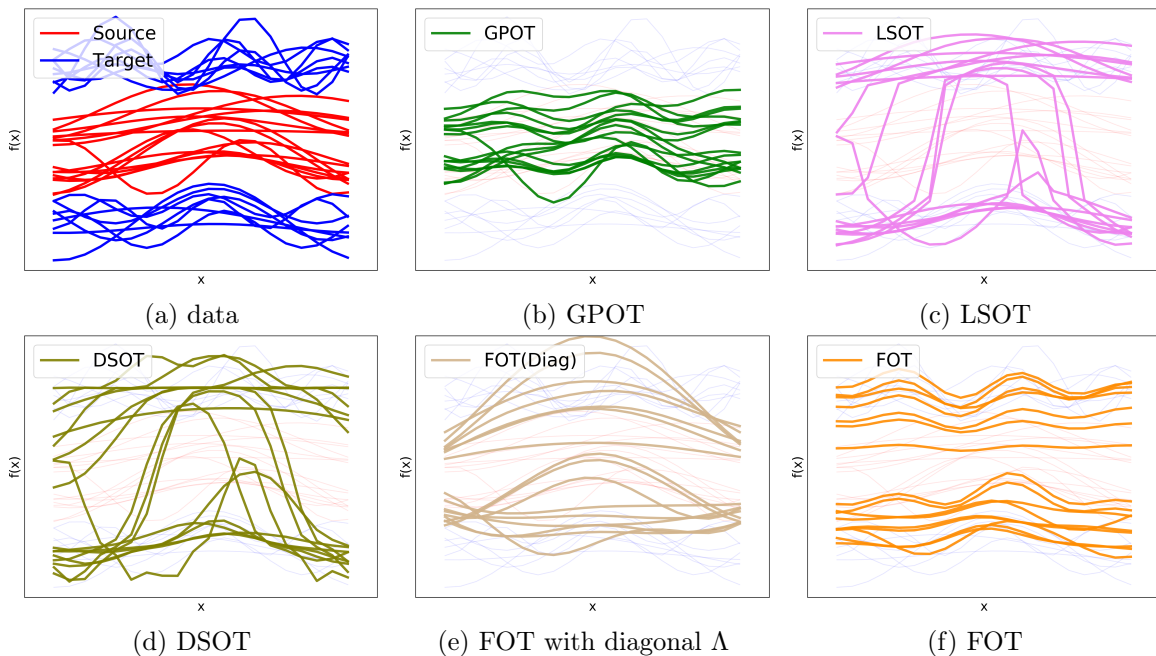 Source
Target
f(x)
x
(a) data
GPOT
f(x)
x
(b) GPOT
LSOT
f(x)
x
(c) LSOT
DSOT
f(x)
x
(d) DSOT
FOT(Diag)
f(x)
x
(e) FOT with diagonal Λ
FOT
f(x)
x
(f) FOT